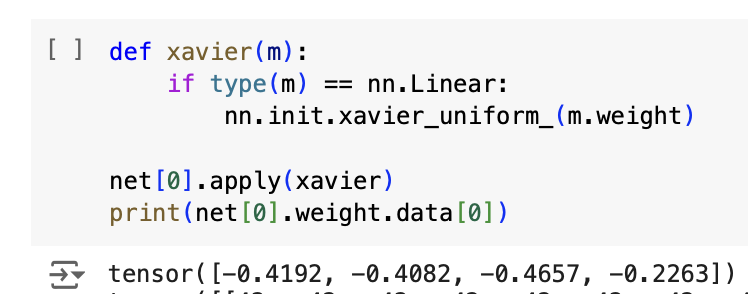 [ ] def xavier(m):
if type(m) == nn.Linear:
nn.init.xavier_uniform_(m.weight)
net[0].apply(xavier)
print(net[0].weight.data[0])
tensor([-0.4192, -0.4082, -0.4657, -0.2263])